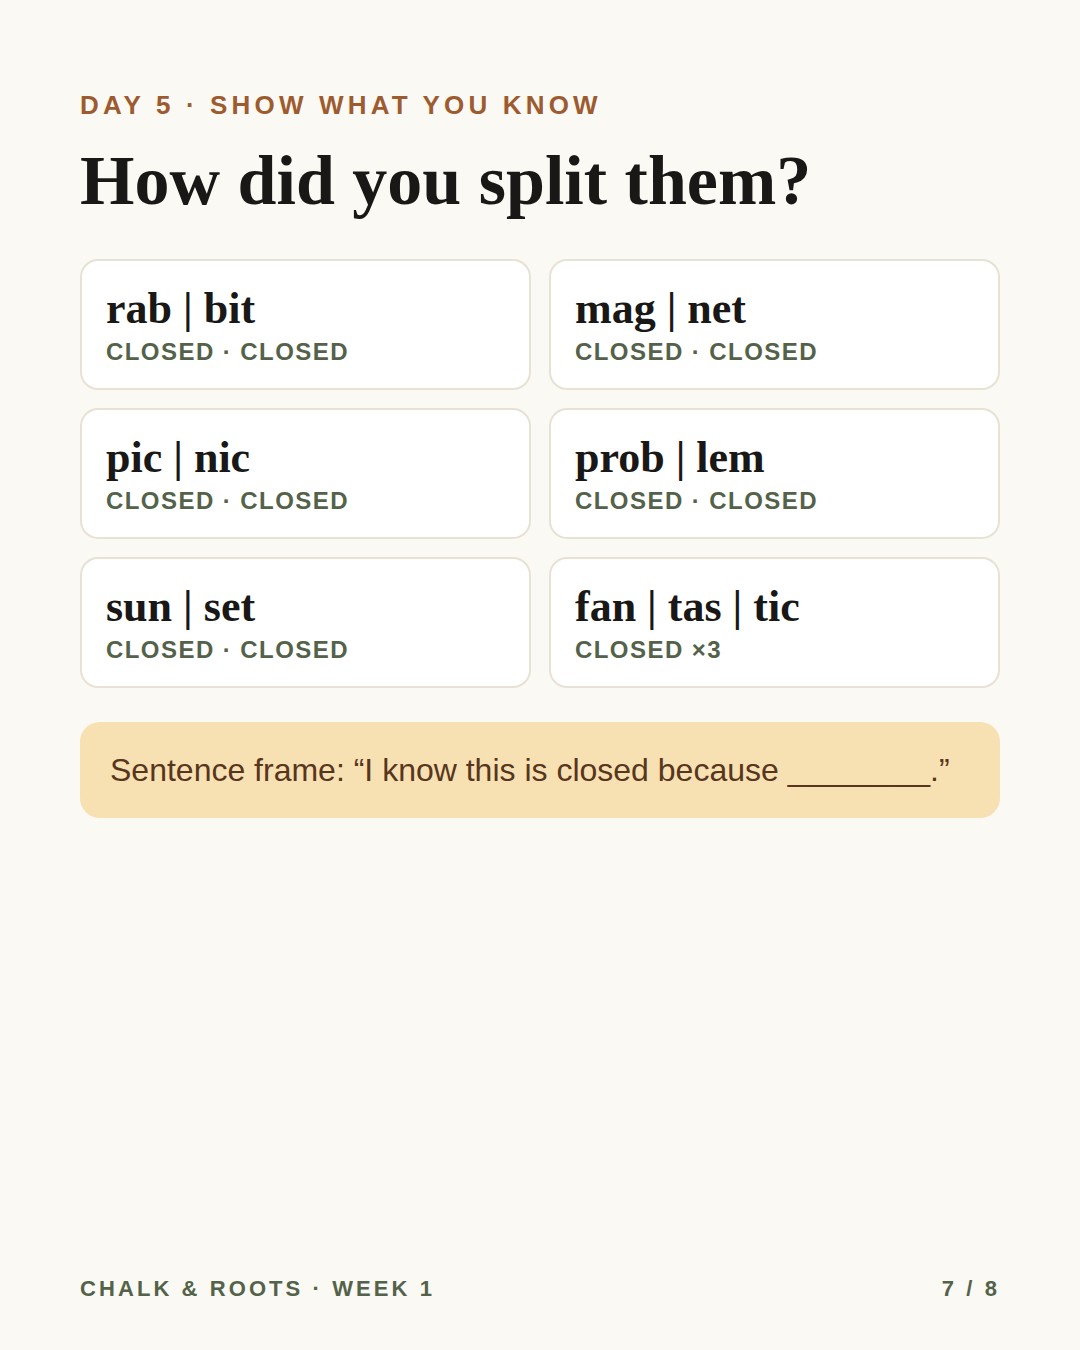 DAY 5 · SHOW WHAT YOU KNOW
How did you split them?
rab | bit
CLOSED · CLOSED
mag | net
CLOSED · CLOSED
pic | nic
CLOSED · CLOSED
prob | lem
CLOSED · CLOSED
sun | set
CLOSED · CLOSED
fan | tas | tic
CLOSED ×3
Sentence frame: “I know this is closed because ________.”
CHALK & ROOTS · WEEK 1
7 / 8